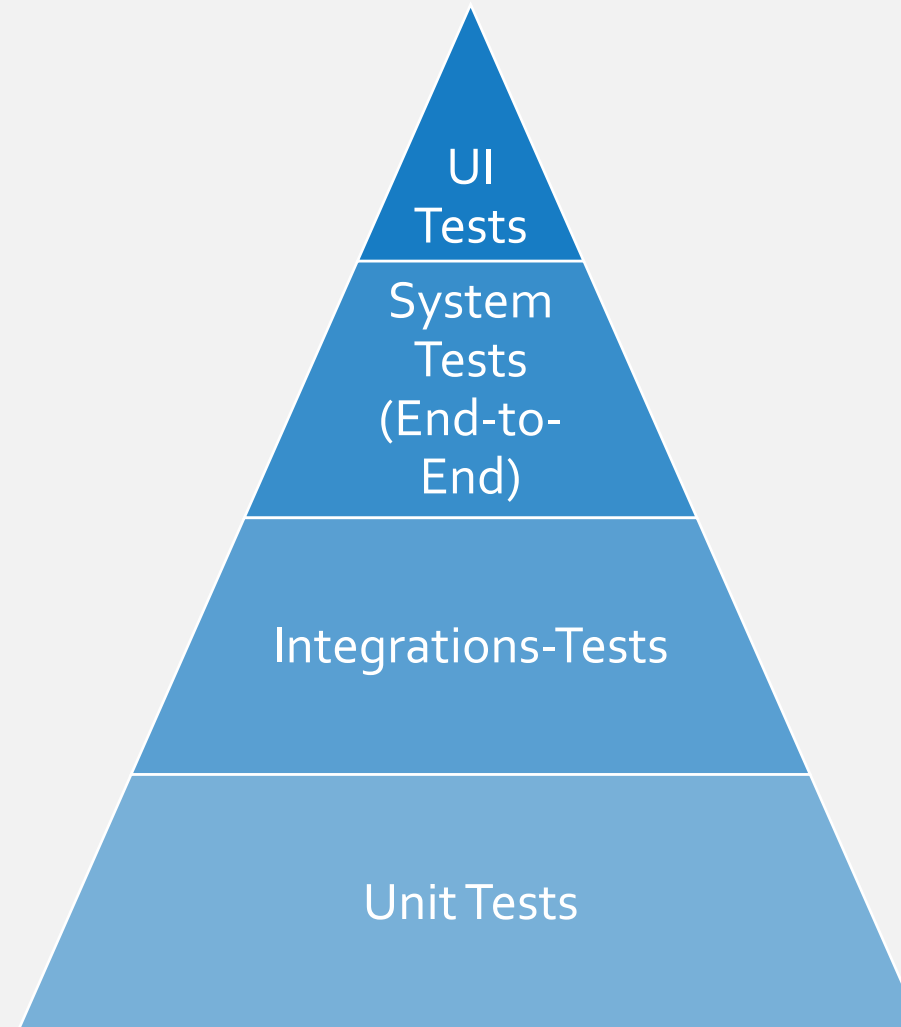 UI
Tests
System
Tests
(End-to-
End)
Integrations-Tests
Unit Tests